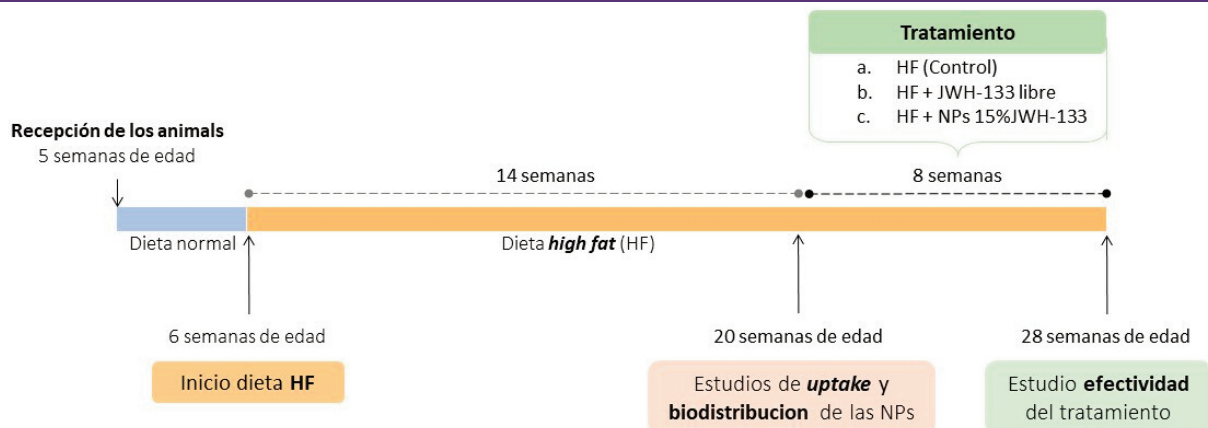 Tratamiento
a. HF (Control)
b. HF + JWH-133 libre
c. HF + NPs 15%JWH-133
Recepción de los animals
5 semanas de edad
14 semanas
8 semanas
Dieta normal
Dieta high fat (HF)
6 semanas de edad
20 semanas de edad
28 semanas de edad
Inicio dieta HF
Estudios de uptake y
biodistribucion de las NPs
Estudio efectividad
del tratamiento